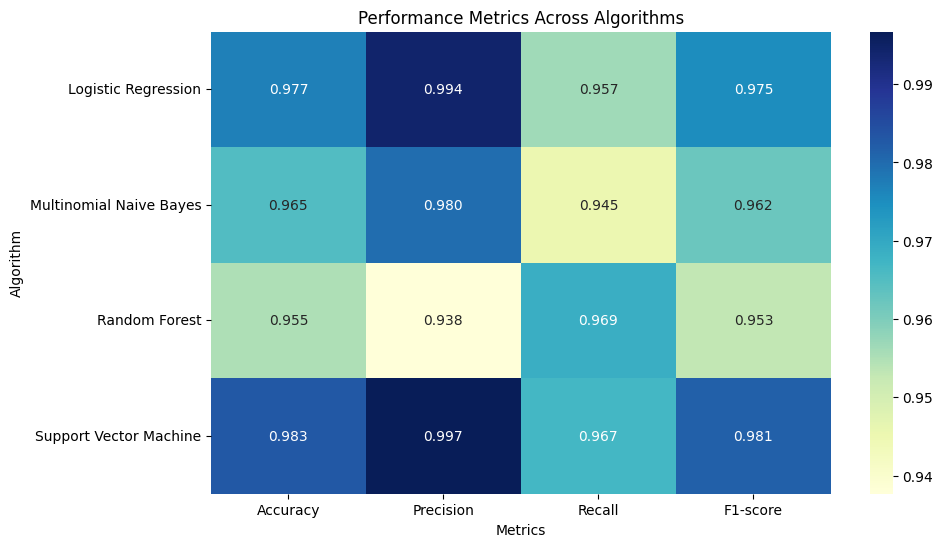 Performance Metrics Across Algorithms
Algorithm
Logistic Regression 0.977 0.994 0.957 0.975
Multinomial Naive Bayes 0.965 0.980 0.945 0.962
Random Forest 0.955 0.938 0.969 0.953
Support Vector Machine 0.983 0.997 0.967 0.981
Accuracy Precision Recall F1-score
Metrics
0.99
0.98
0.97
0.96
0.95
0.94